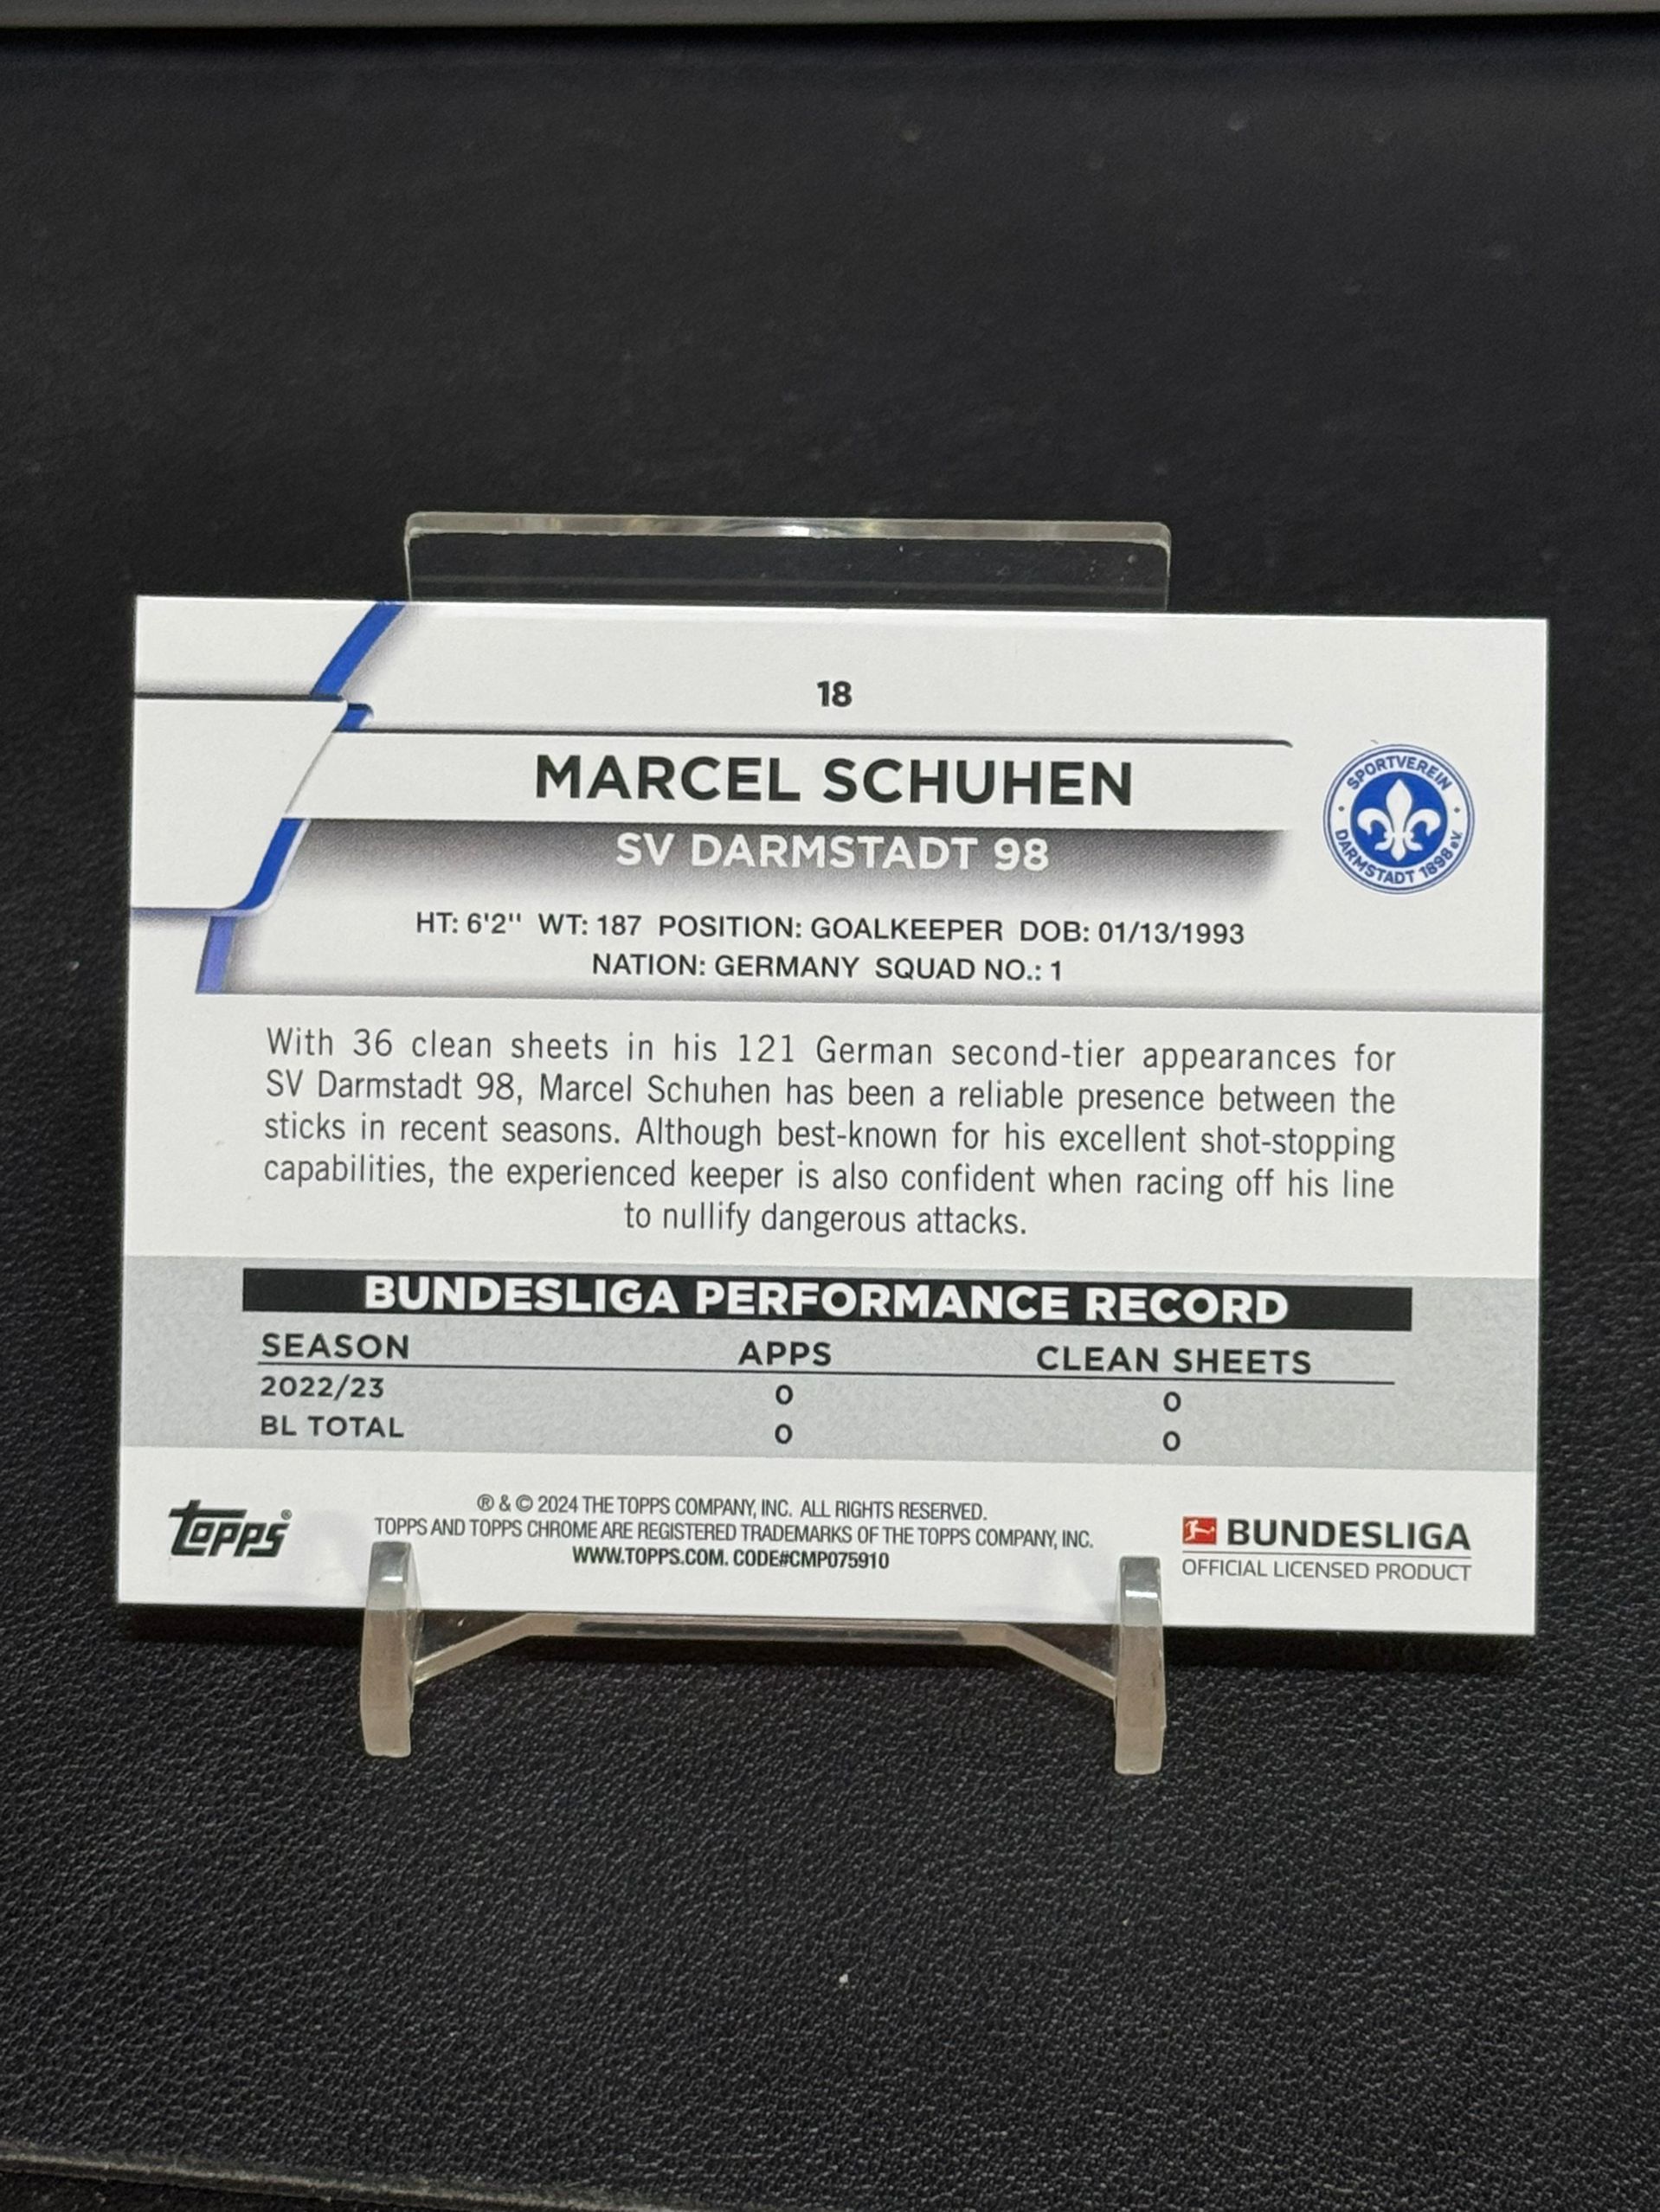 18
MARCEL SCHUHEN
SV DARMSTADT 98
SPORTVEREIN
DARMSTADT 1898 e.V.
HT: 6'2'' WT: 187 POSITION: GOALKEEPER DOB: 01/13/1993
NATION: GERMANY SQUAD NO.: 1
With 36 clean sheets in his 121 German second-tier appearances for
SV Darmstadt 98, Marcel Schuhen has been a reliable presence between the
sticks in recent seasons. Although best-known for his excellent shot-stopping
capabilities, the experienced keeper is also confident when racing off his line
to nullify dangerous attacks.
BUNDESLIGA PERFORMANCE RECORD
SEASON APPS CLEAN SHEETS
2022/23 0 0
BL TOTAL 0 0
topps®
® & © 2024 THE TOPPS COMPANY, INC. ALL RIGHTS RESERVED.
TOPPS AND TOPPS CHROME ARE REGISTERED TRADEMARKS OF THE TOPPS COMPANY, INC.
WWW.TOPPS.COM. CODE#CMP075910
BUNDESLIGA
OFFICIAL LICENSED PRODUCT